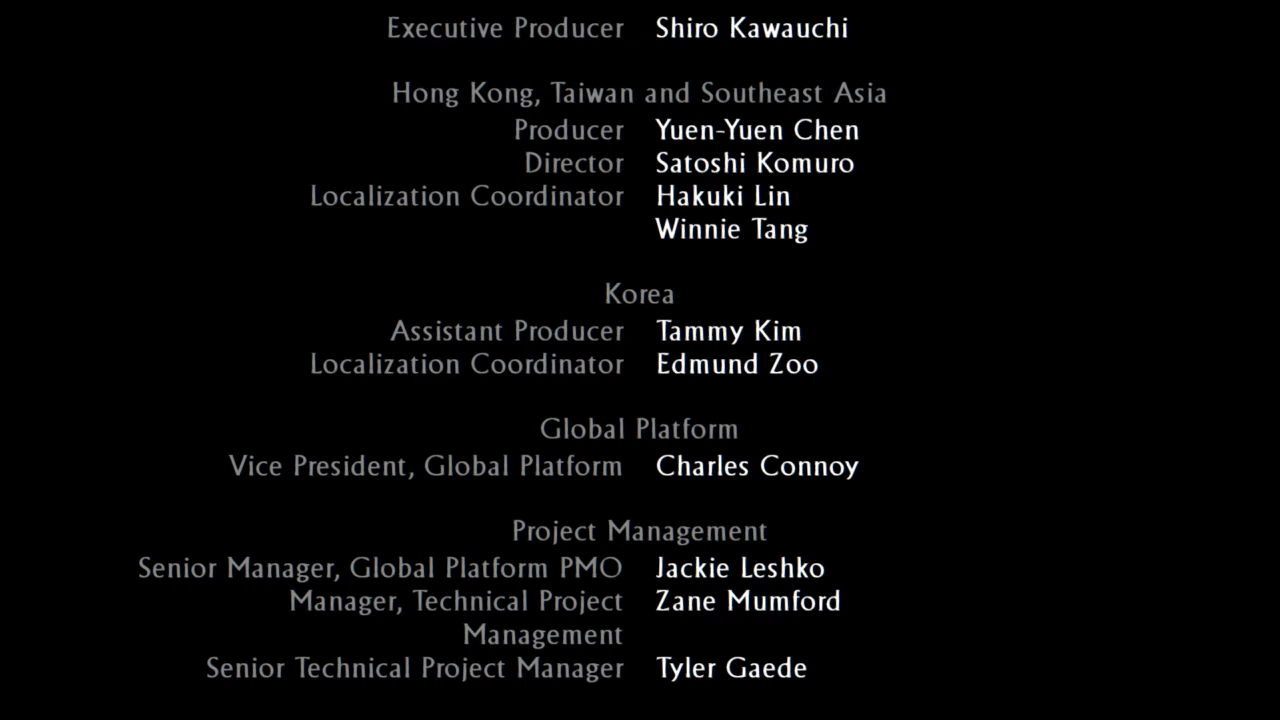 Executive Producer Shiro Kawauchi
Hong Kong, Taiwan and Southeast Asia
Producer Yuen-Yuen Chen
Director Satoshi Komuro
Localization Coordinator Hakuki Lin
Winnie Tang
Korea
Assistant Producer Tammy Kim
Localization Coordinator Edmund Zoo
Global Platform
Vice President, Global Platform Charles Connoy
Project Management
Senior Manager, Global Platform PMO Jackie Leshko
Manager, Technical Project Zane Mumford
Management
Senior Technical Project Manager Tyler Gaede